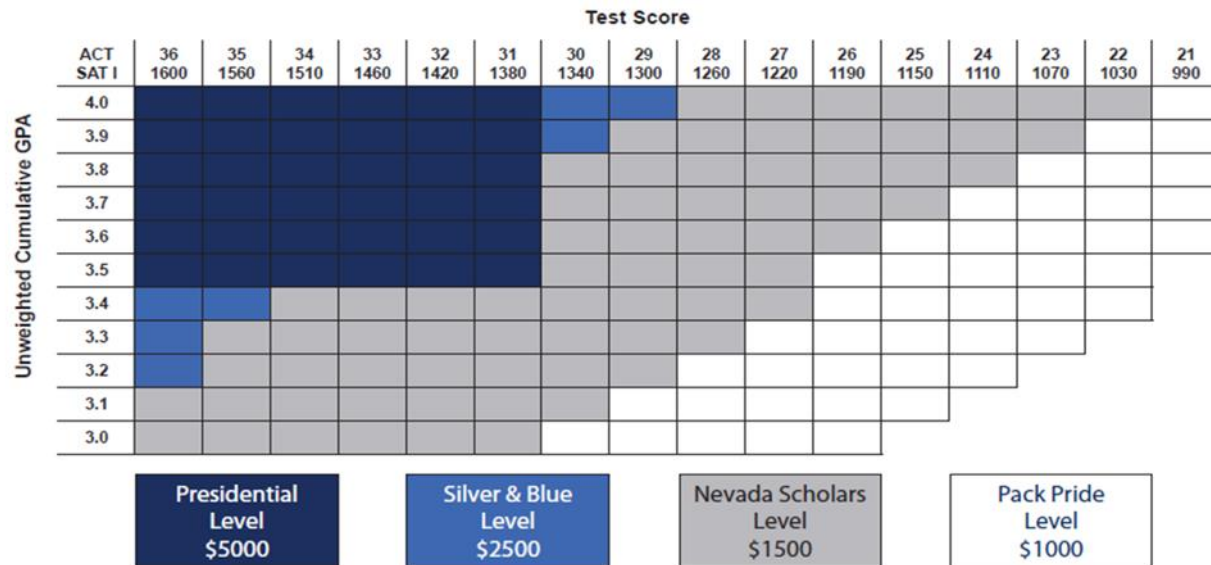 Test Score
ACT 36 35 34 33 32 31 30 29 28 27 26 25 24 23 22 21
SAT I 1600 1560 1510 1460 1420 1380 1340 1300 1260 1220 1190 1150 1110 1070 1030 990
Unweighted Cumulative GPA
4.0
3.9
3.8
3.7
3.6
3.5
3.4
3.3
3.2
3.1
3.0
Presidential
Level
$5000
Silver & Blue
Level
$2500
Nevada Scholars
Level
$1500
Pack Pride
Level
$1000